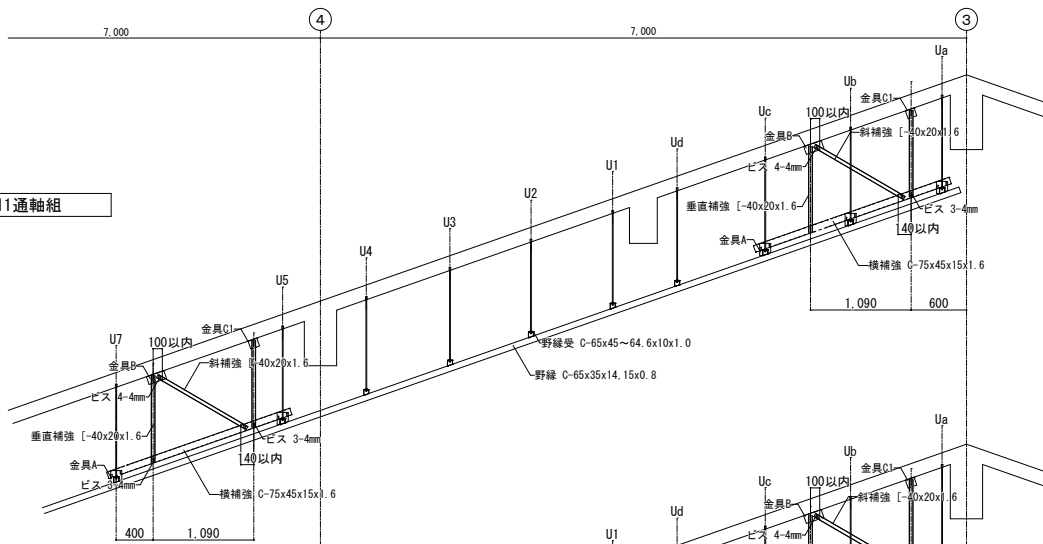 ④
③
7,000
7,000
Ua
Ub
金具C1
Uc
100以内
金具B
斜補強 [-40x20x1.6
Ud
ビス 4-4mm
U1
1通軸組
垂直補強 [-40x20x1.6
ビス 3-4mm
U2
金具A
140以内
U3
横補強 C-75x45x15x1.6
U4
U5
1,090
600
金具C1
U7
100以内
野縁受 C-65x45～64.6x10x1.0
金具B
斜補強 [-40x20x1.6
野縁 C-65x35x14,15x0.8
ビス 4-4mm
垂直補強 [-40x20x1.6
ビス 3-4mm
Ua
金具A
140以内
Ub
金具C1
ビス 3-4mm
Uc
100以内
横補強 C-75x45x15x1.6
金具B
斜補強 [-40x20x1.6
Ud
400
1,090
ビス 4-4mm
U1